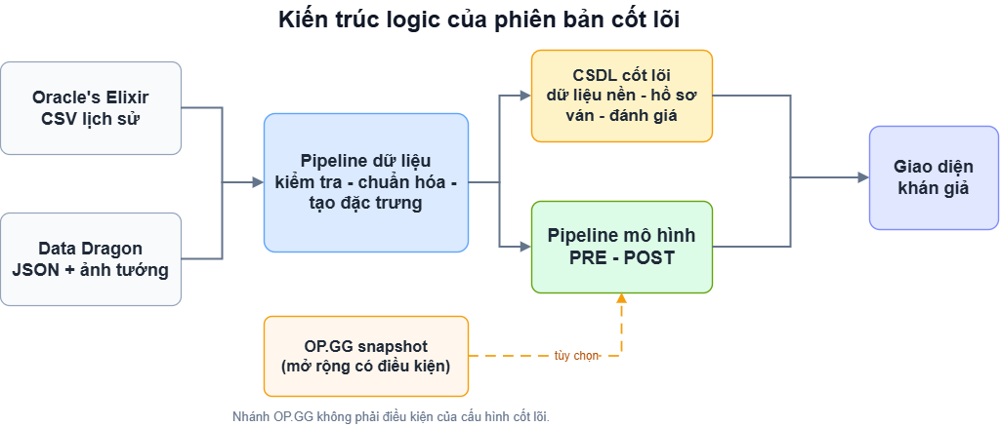 Kiến trúc logic của phiên bản cốt lõi
Oracle's Elixir
CSV lịch sử
Data Dragon
JSON + ảnh tướng
Pipeline dữ liệu
kiểm tra - chuẩn hóa -
tạo đặc trưng
CSDL cốt lõi
dữ liệu nền - hồ sơ
ván - đánh giá
Pipeline mô hình
PRE - POST
Giao diện
khán giả
OP.GG snapshot
(mở rộng có điều kiện)
tùy chọn
Nhánh OP.GG không phải điều kiện của cấu hình cốt lõi.